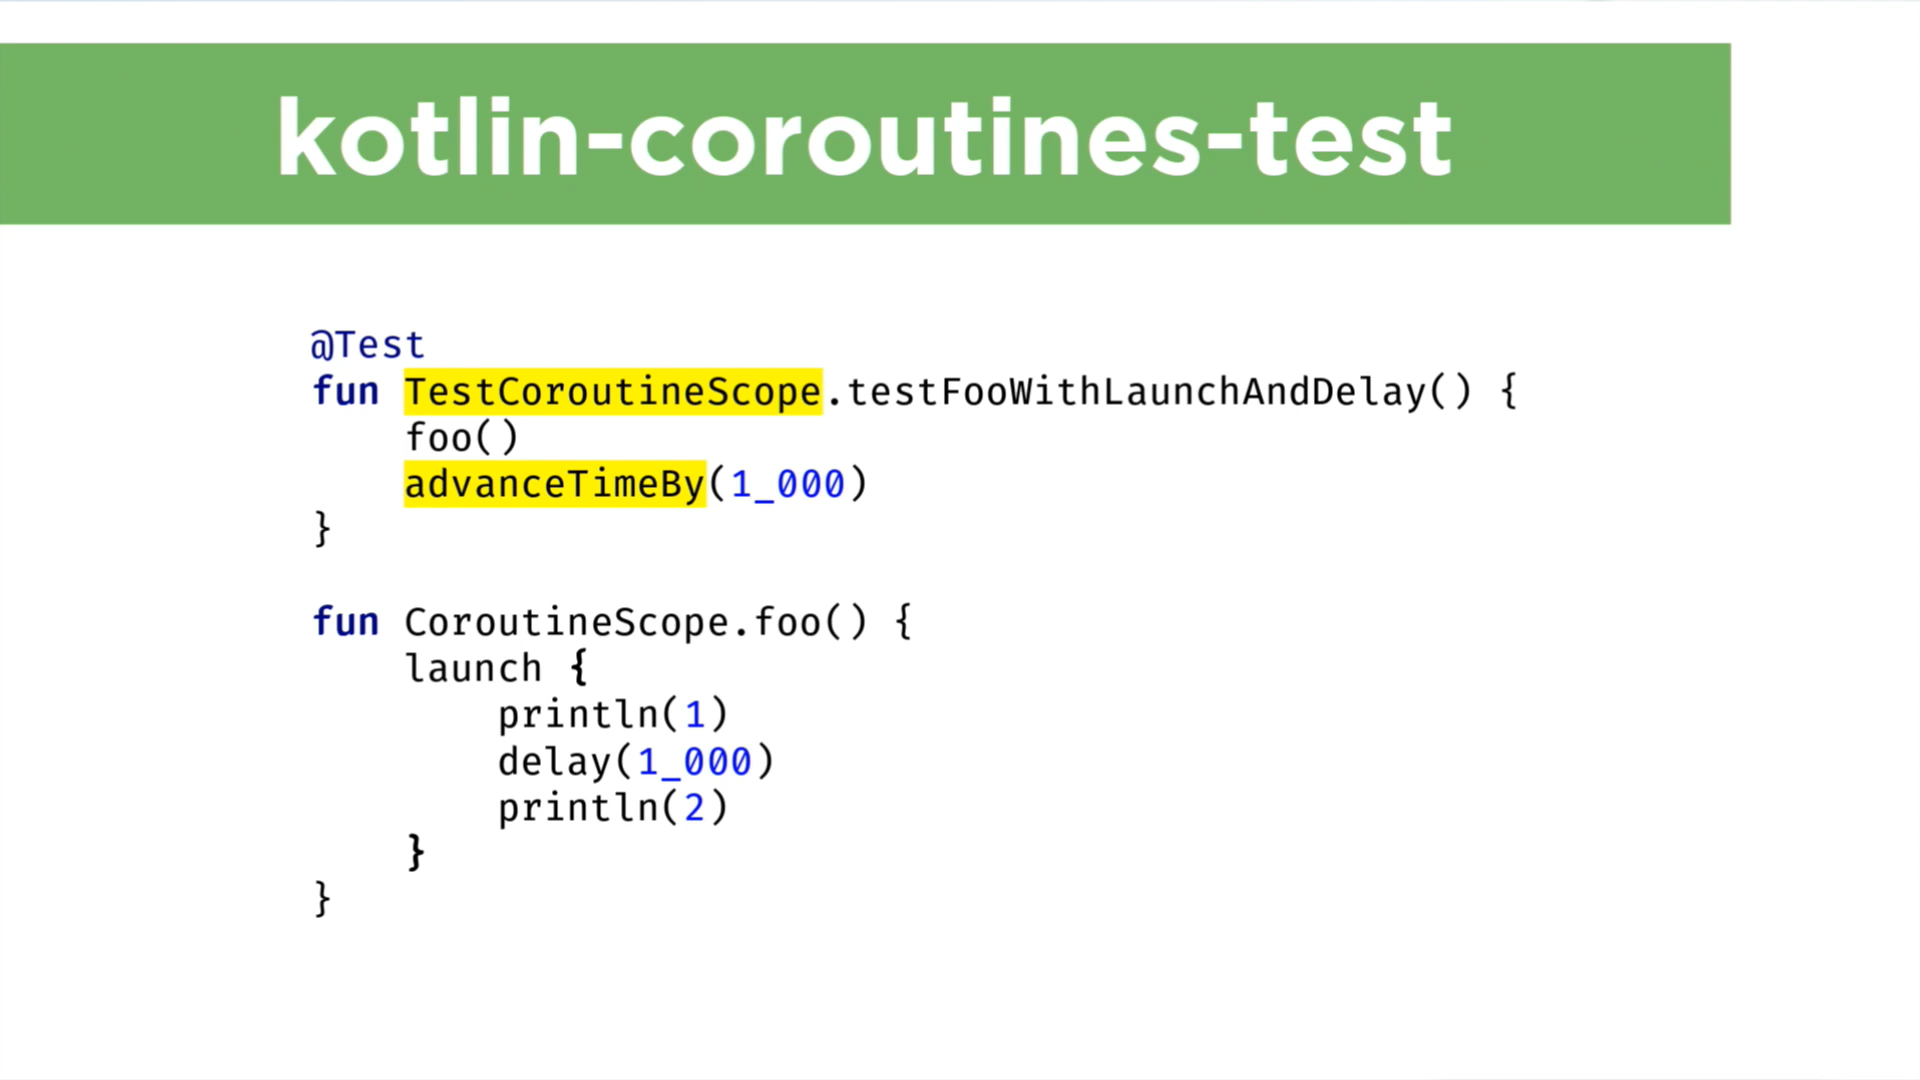 kotlin-coroutines-test
@Test
fun TestCoroutineScope.testFooWithLaunchAndDelay() {
    foo()
    advanceTimeBy(1_000)
}

fun CoroutineScope.foo() {
    launch {
        println(1)
        delay(1_000)
        println(2)
    }
}